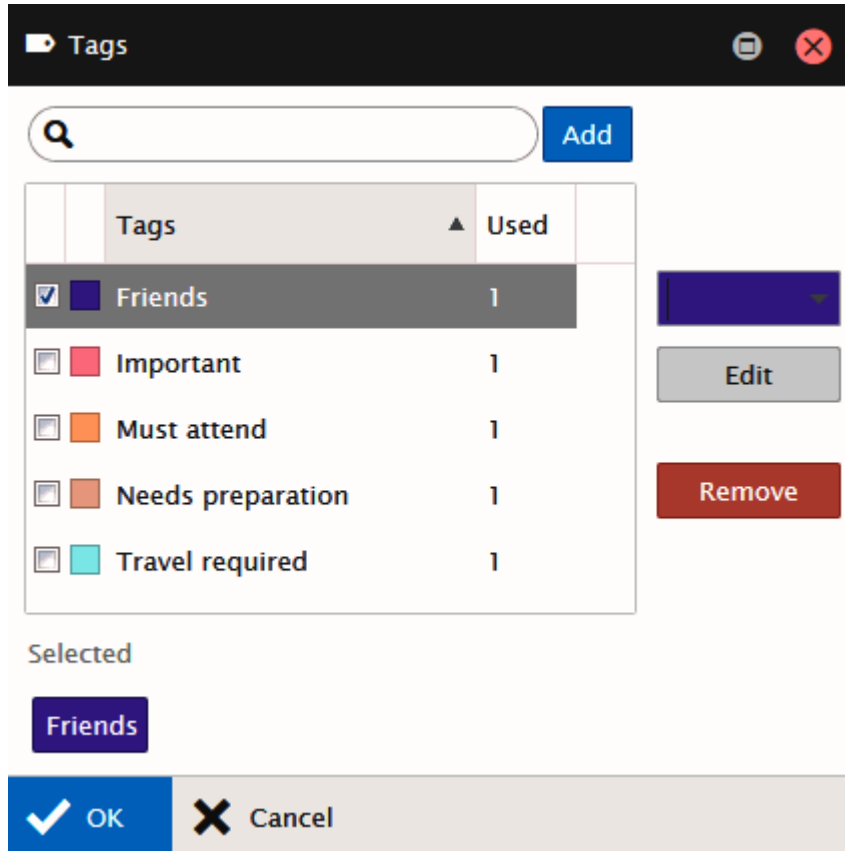 Tags
Add
Tags Used
Friends 1
Important 1
Must attend 1
Needs preparation 1
Travel required 1
Edit
Remove
Selected
Friends
OK Cancel